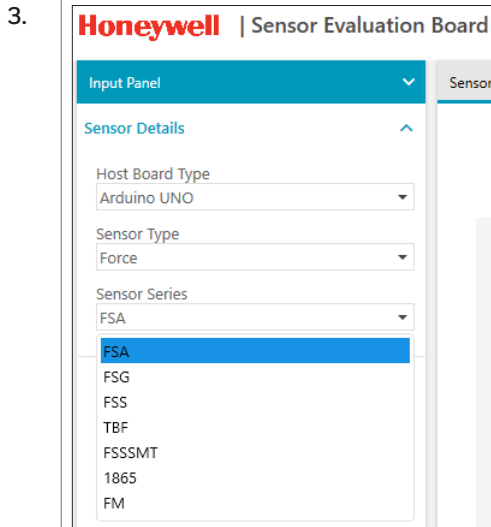 3.
Honeywell | Sensor Evaluation Board
Input Panel
Sensor
Sensor Details
Host Board Type
Arduino UNO
Sensor Type
Force
Sensor Series
FSA
FSA
FSG
FSS
TBF
FSSSMT
1865
FM